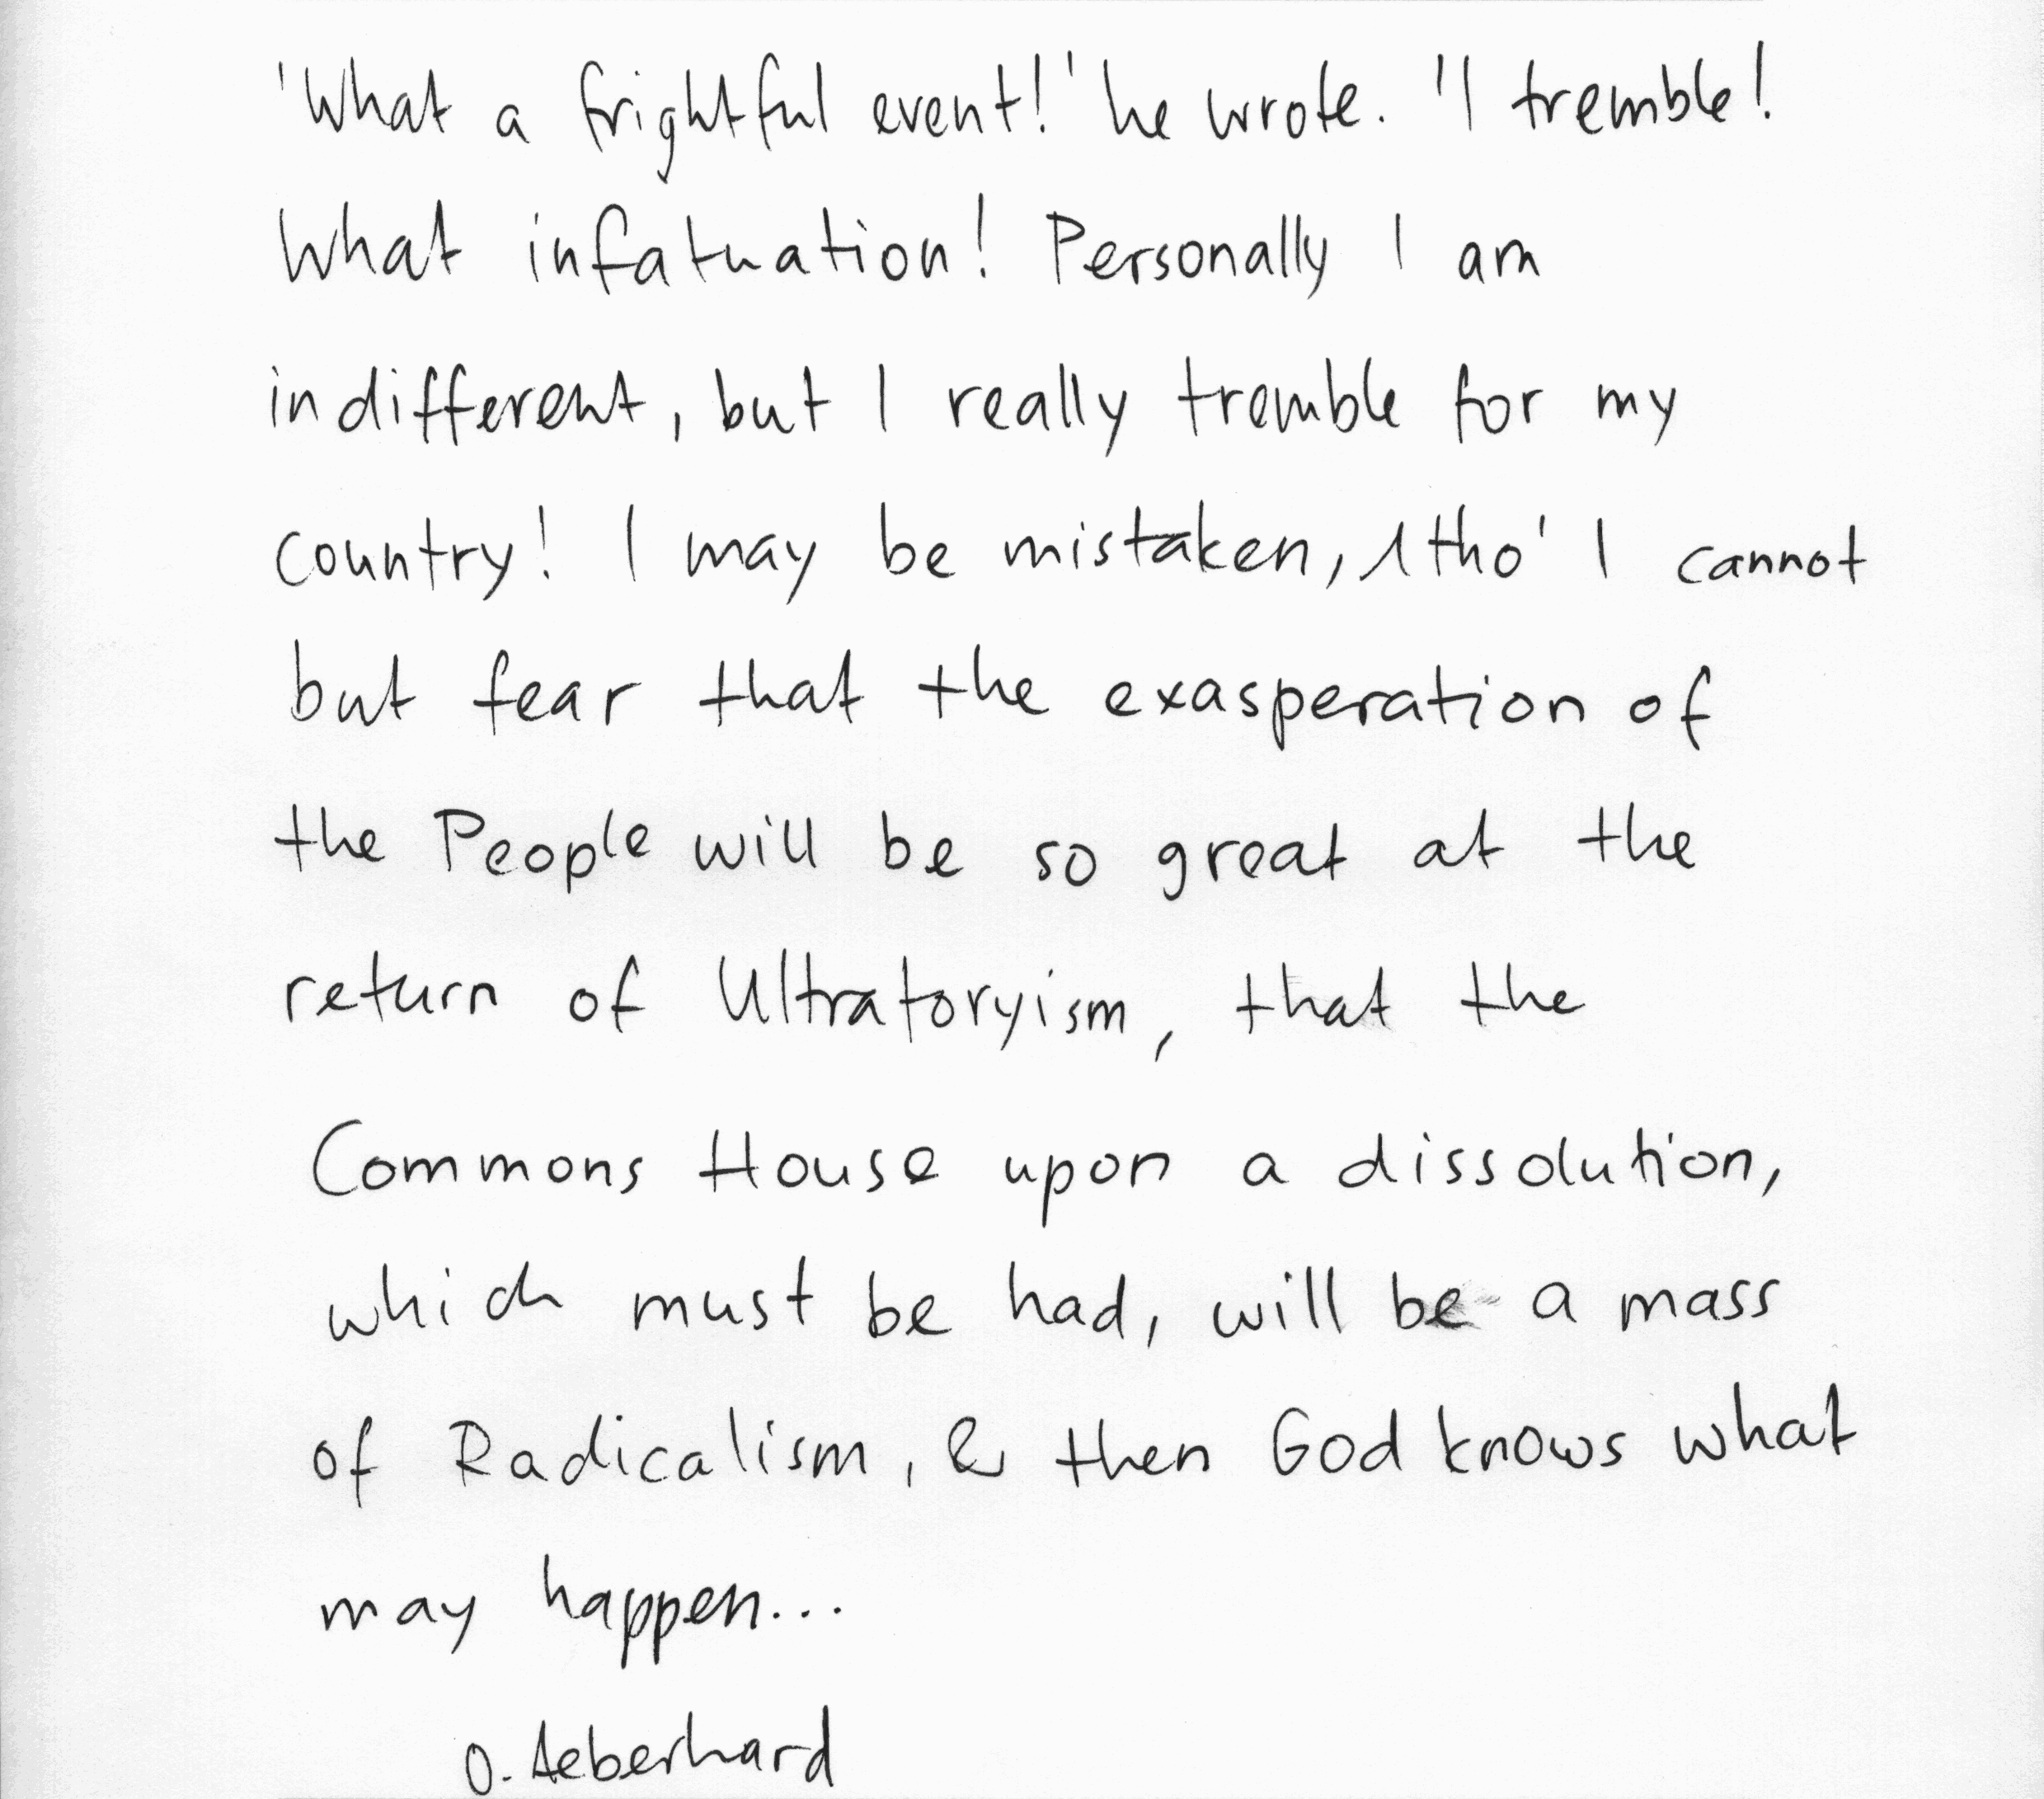 'What a frightful event!' he wrote. 'I tremble!
What infatuation! Personally I am
indifferent, but I really tremble for my
country! I may be mistaken, 1tho' I cannot
but fear that the exasperation of
the People will be so great at the
return of Ultratoryism, that the
Commons House upon a dissolution,
which must be had, will be a mass
of Radicalism, & then God knows what
may happen...
O. Aeberhard